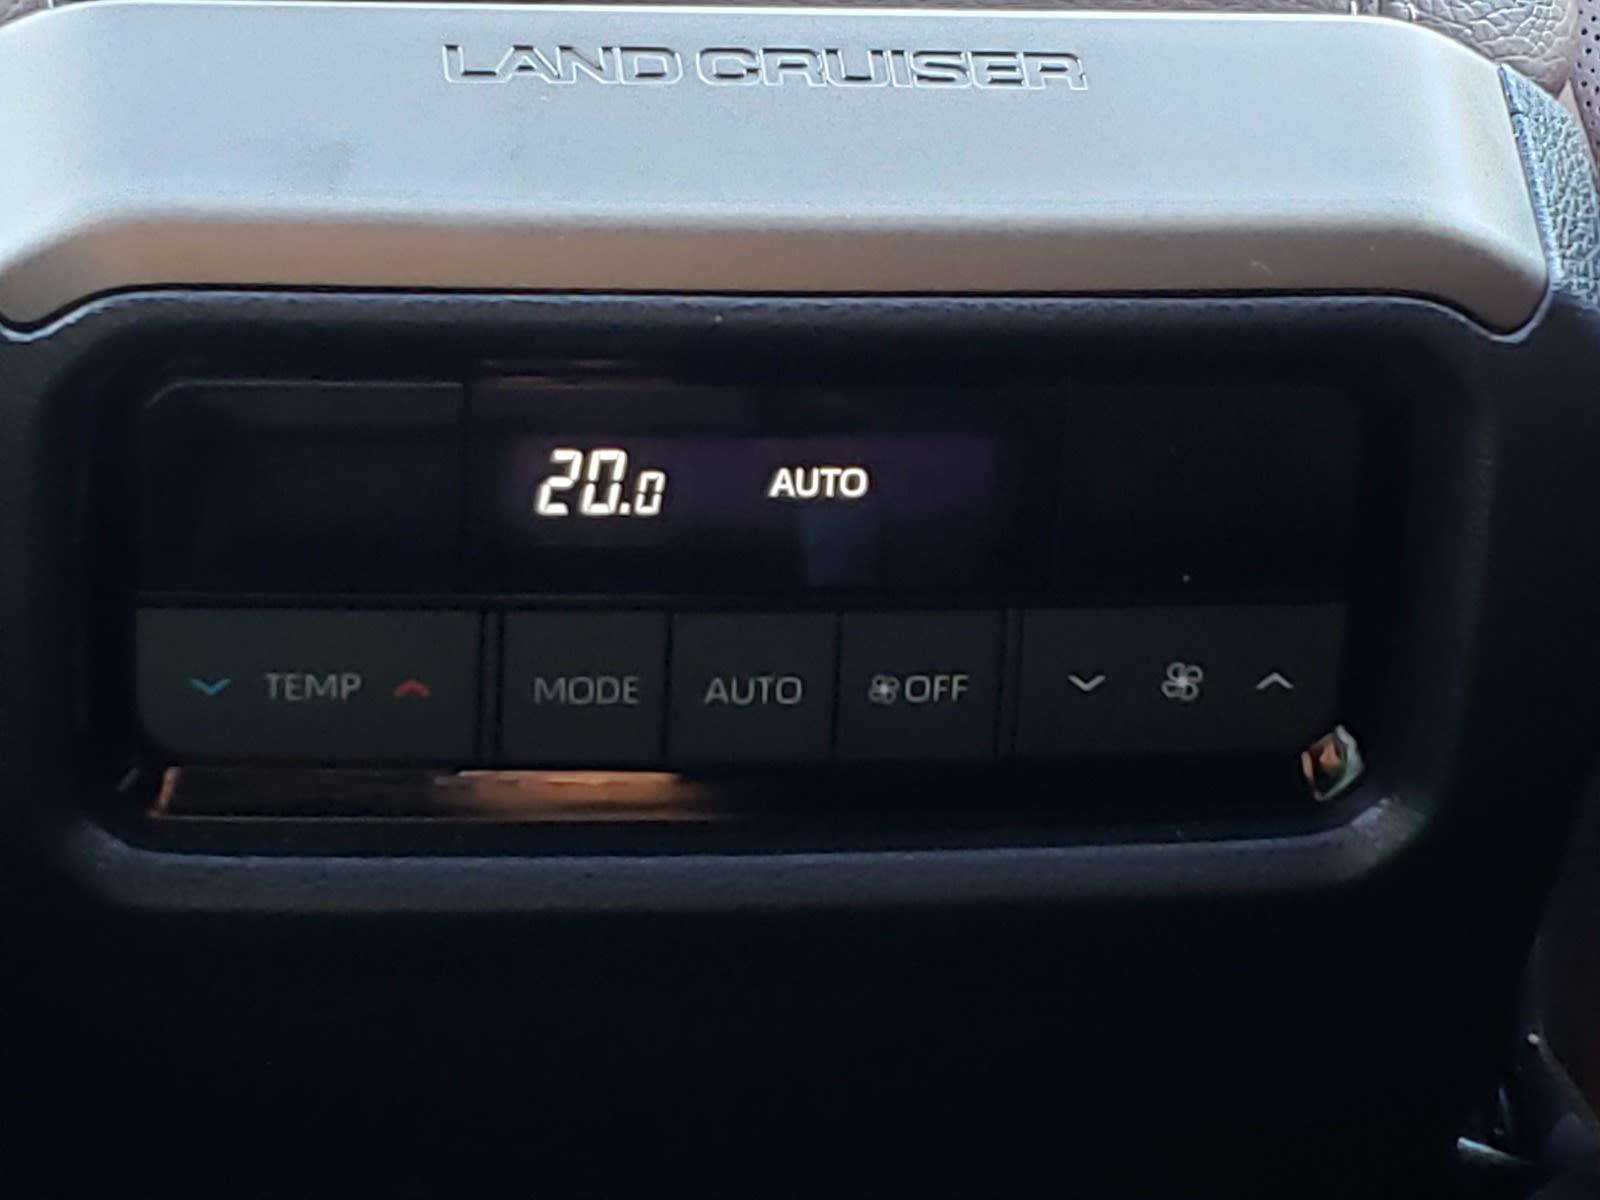 LAND CRUISER
20.0 AUTO
TEMP MODE AUTO OFF